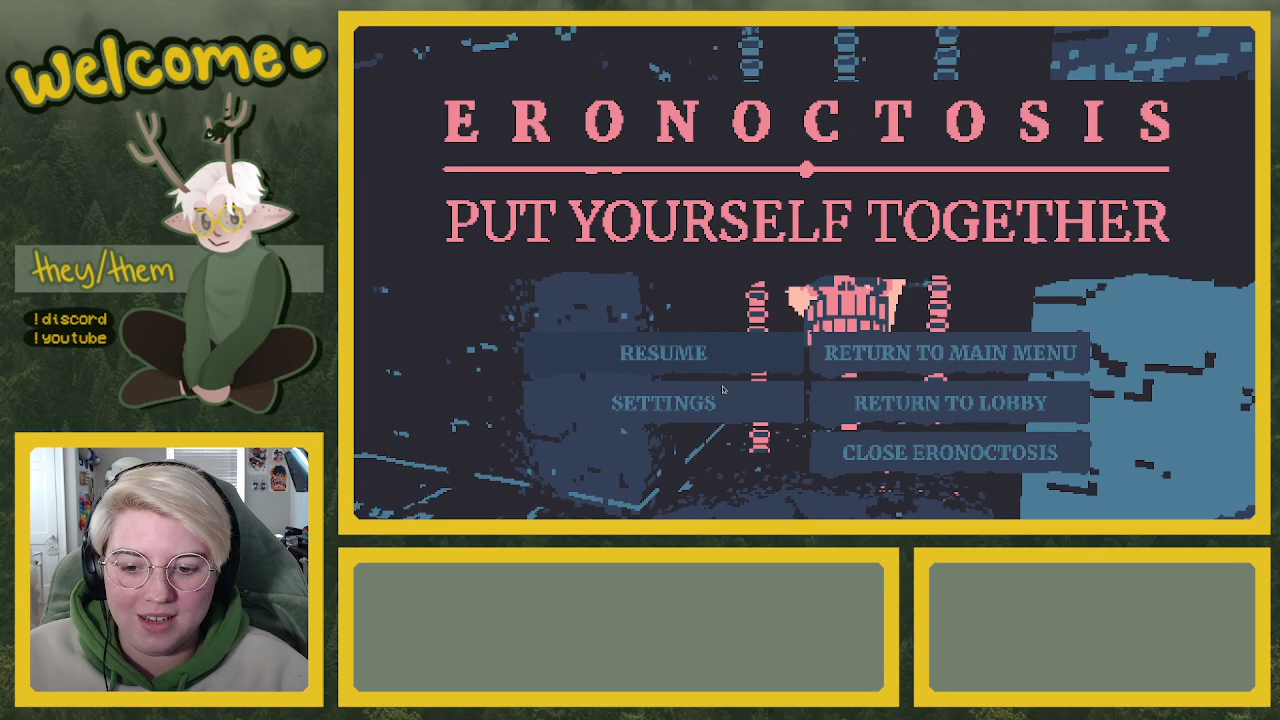 welcome
they/them
!discord
!youtube
ERONOCTOSIS
PUT YOURSELF TOGETHER
RESUME
RETURN TO MAIN MENU
SETTINGS
RETURN TO LOBBY
CLOSE ERONOCTOSIS